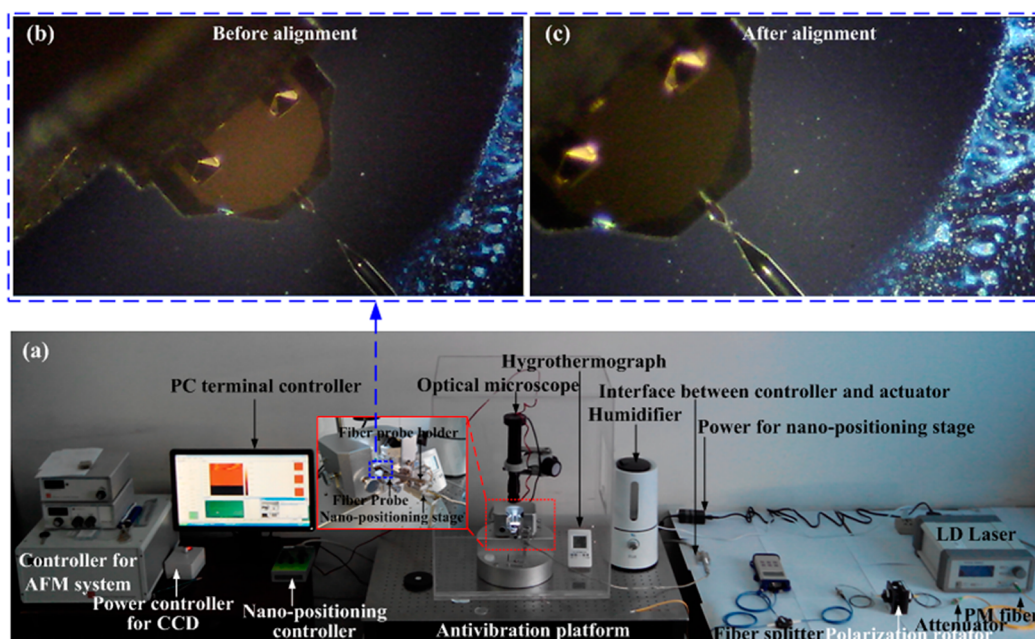 (b)
Before alignment
(c)
After alignment
(a)
Hygrothermograph
PC terminal controller
Optical microscope
Interface between controller and actuator
Humidifier
Power for nano-positioning stage
Fiber probe holder
Fiber Probe
Nano-positioning stage
LD Laser
Controller for
AFM system
Power controller
for CCD
Nano-positioning
controller
Antivibration platform
PM fiber
Attenuator
Fiber splitter
Polarization rotator